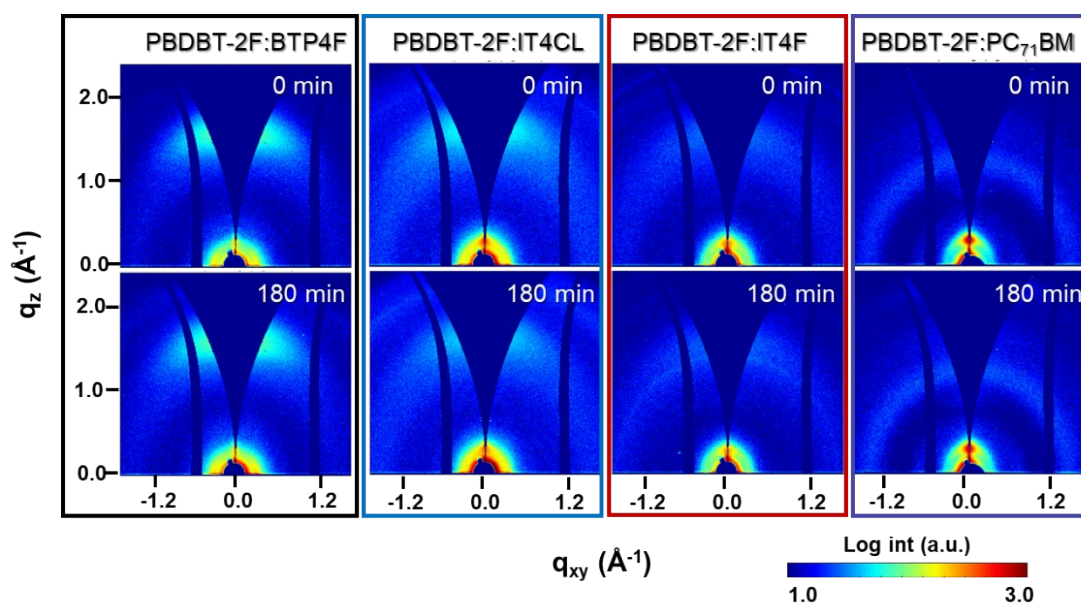 PBDBT-2F:BTP4F PBDBT-2F:IT4CL PBDBT-2F:IT4F PBDBT-2F:PC₇₁BM
0 min 0 min 0 min 0 min
2.0
1.0
0.0
180 min 180 min 180 min 180 min
2.0
1.0
0.0
qz (Å⁻¹)
-1.2 0.0 1.2 -1.2 0.0 1.2 -1.2 0.0 1.2 -1.2 0.0 1.2
qxy (Å⁻¹)
Log int (a.u.)
1.0 3.0